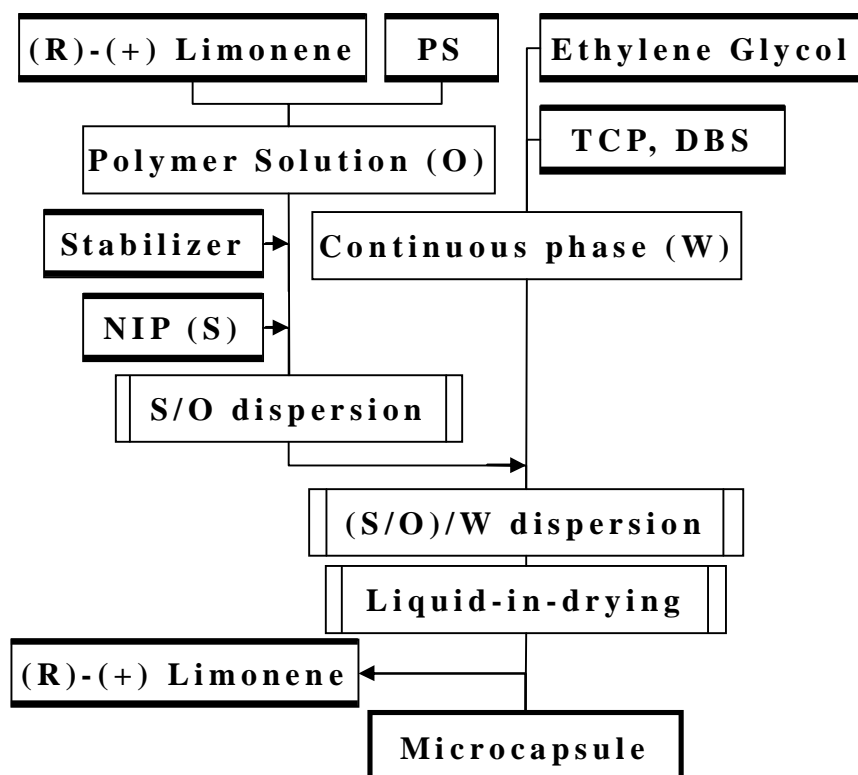 (R)-(+) Limonene
PS
Ethylene Glycol
TCP, DBS
Polymer Solution (O)
Stabilizer
Continuous phase (W)
NIP (S)
S/O dispersion
(S/O)/W dispersion
Liquid-in-drying
(R)-(+) Limonene
Microcapsule